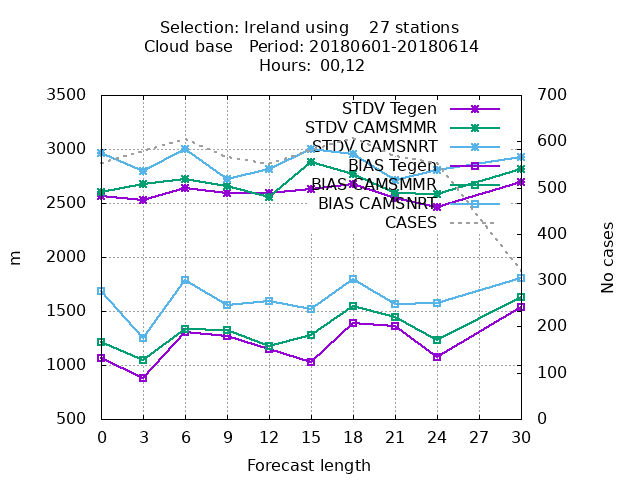 Selection: Ireland using 27 stations
Cloud base Period: 20180601-20180614
Hours: 00,12
3500
3000
2500
2000
1500
1000
500
m
700
600
500
400
300
200
100
0
No cases
STDV Tegen
STDV CAMSMMR
STDV CAMSNRT
BIAS Tegen
BIAS CAMSMMR
BIAS CAMSNRT
CASES
0 3 6 9 12 15 18 21 24 27 30
Forecast length